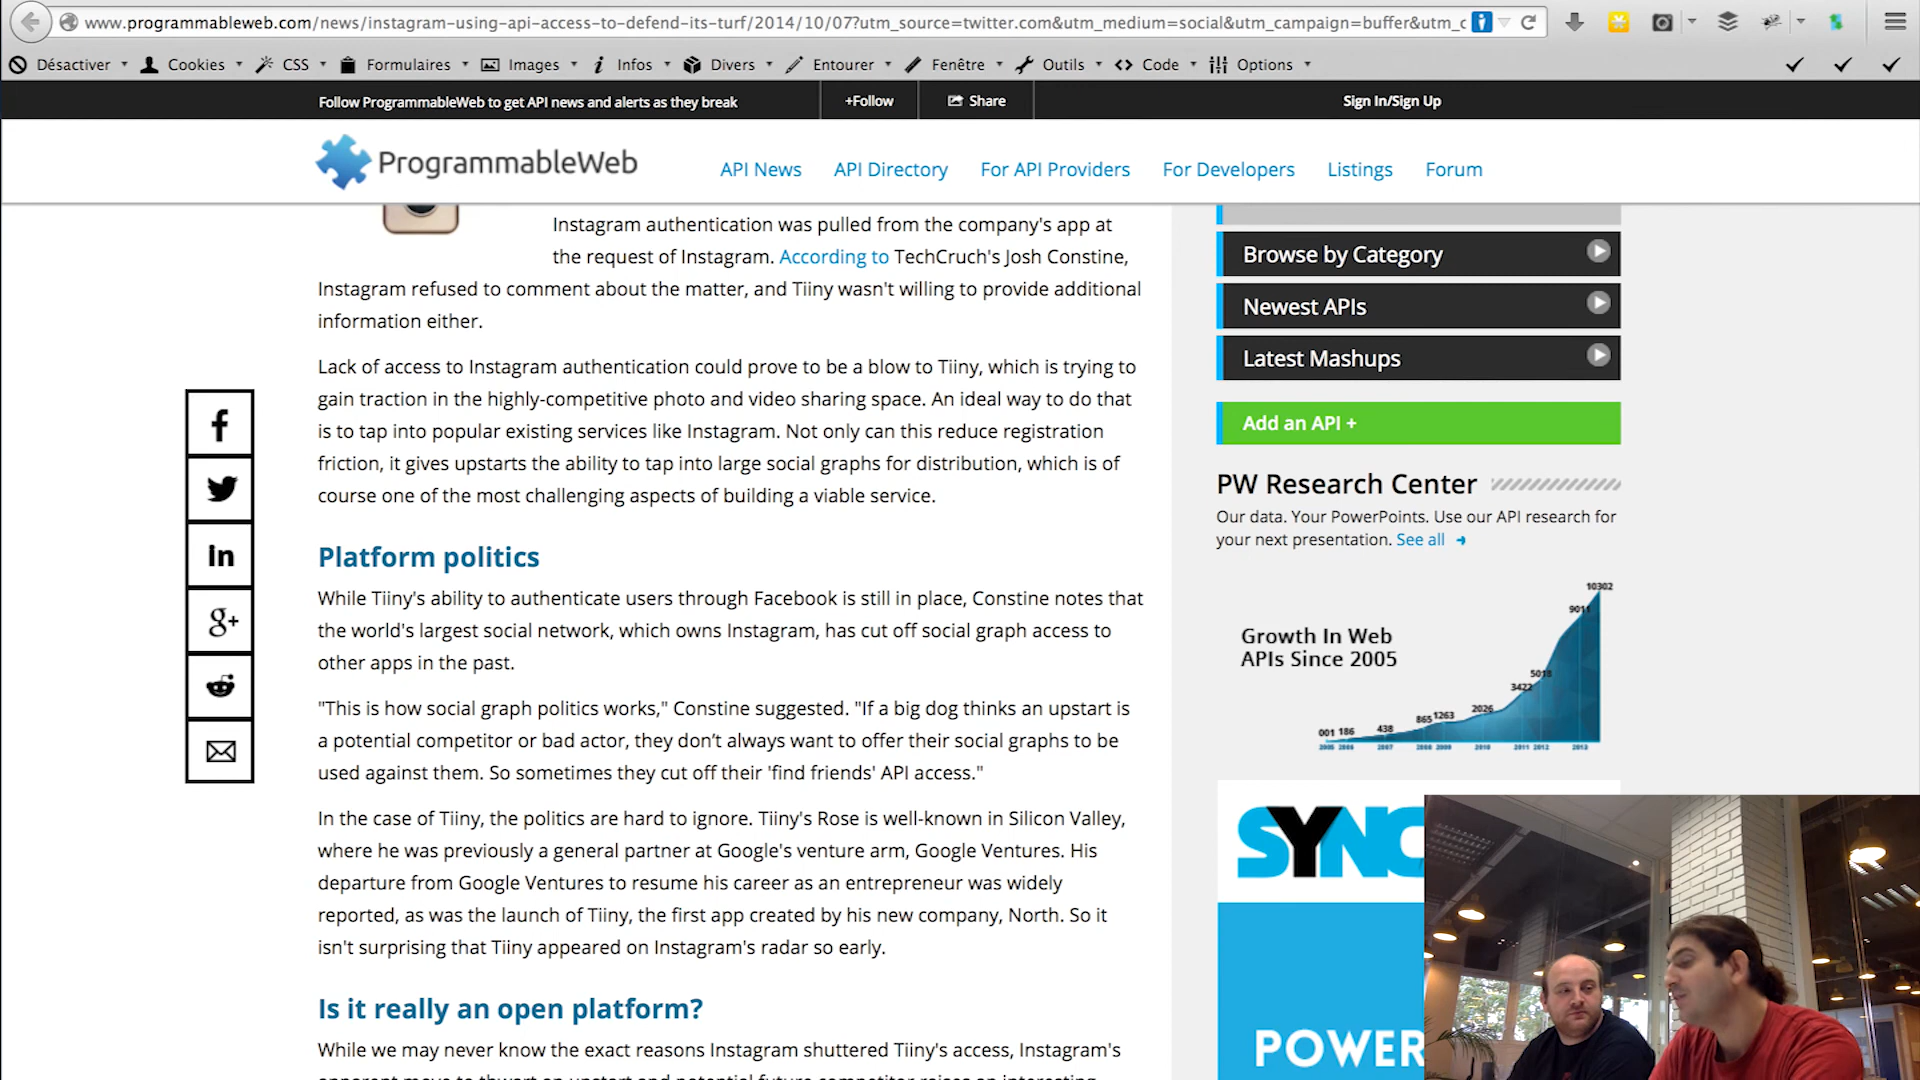 www.programmableweb.com/news/instagram-using-api-access-to-defend-its-turf/2014/10/07?utm_source=twitter.com&utm_medium=social&utm_campaign=buffer&utm_c
Désactiver Cookies CSS Formulaires Images Infos Divers Entourer Fenêtre Outils Code Options
Follow ProgrammableWeb to get API news and alerts as they break
+Follow
Share
Sign In/Sign Up
ProgrammableWeb
API News API Directory For API Providers For Developers Listings Forum
Instagram authentication was pulled from the company's app at
the request of Instagram. According to TechCruch's Josh Constine,
Instagram refused to comment about the matter, and Tiiny wasn't willing to provide additional
information either.
Lack of access to Instagram authentication could prove to be a blow to Tiiny, which is trying to
gain traction in the highly-competitive photo and video sharing space. An ideal way to do that
is to tap into popular existing services like Instagram. Not only can this reduce registration
friction, it gives upstarts the ability to tap into large social graphs for distribution, which is of
course one of the most challenging aspects of building a viable service.
Platform politics
While Tiiny's ability to authenticate users through Facebook is still in place, Constine notes that
the world's largest social network, which owns Instagram, has cut off social graph access to
other apps in the past.
"This is how social graph politics works," Constine suggested. "If a big dog thinks an upstart is
a potential competitor or bad actor, they don’t always want to offer their social graphs to be
used against them. So sometimes they cut off their 'find friends' API access."
In the case of Tiiny, the politics are hard to ignore. Tiiny's Rose is well-known in Silicon Valley,
where he was previously a general partner at Google's venture arm, Google Ventures. His
departure from Google Ventures to resume his career as an entrepreneur was widely
reported, as was the launch of Tiiny, the first app created by his new company, North. So it
isn't surprising that Tiiny appeared on Instagram's radar so early.
Is it really an open platform?
While we may never know the exact reasons Instagram shuttered Tiiny's access, Instagram's
Browse by Category
Newest APIs
Latest Mashups
Add an API +
PW Research Center
Our data. Your PowerPoints. Use our API research for
your next presentation. See all
Growth In Web
APIs Since 2005
001 186 438 865 1263 2026 3422 5018 9011 10302
2005 2006 2007 2008 2009 2010 2011 2012 2013
SYNC
POWER